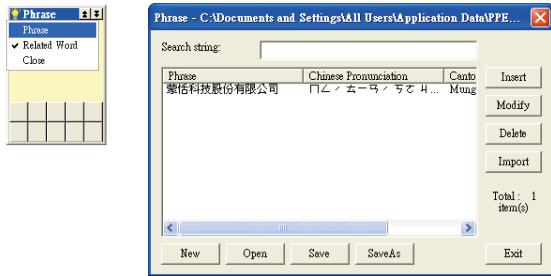 Phrase
Phrase
✓ Related Word
Close
Phrase - C:\Documents and Settings\All Users\Application Data\PPE...
Search string:
Phrase Chinese Pronunciation Canto
蒙恬科技股份有限公司 ㄇㄥˊ ㄊㄧㄢˊ ㄎㄜ ㄐ... Mung
Insert
Modify
Delete
Import
Total : 1
item(s)
New Open Save SaveAs Exit